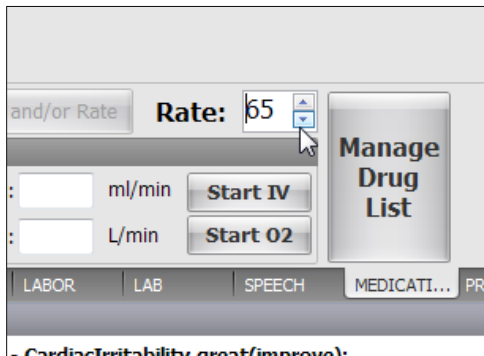 and/or Rate
Rate: 65
Manage
Drug
List
: ml/min Start IV
: L/min Start O2
LABOR LAB SPEECH MEDICATI... PR
- CardiacIrritability great(improve):